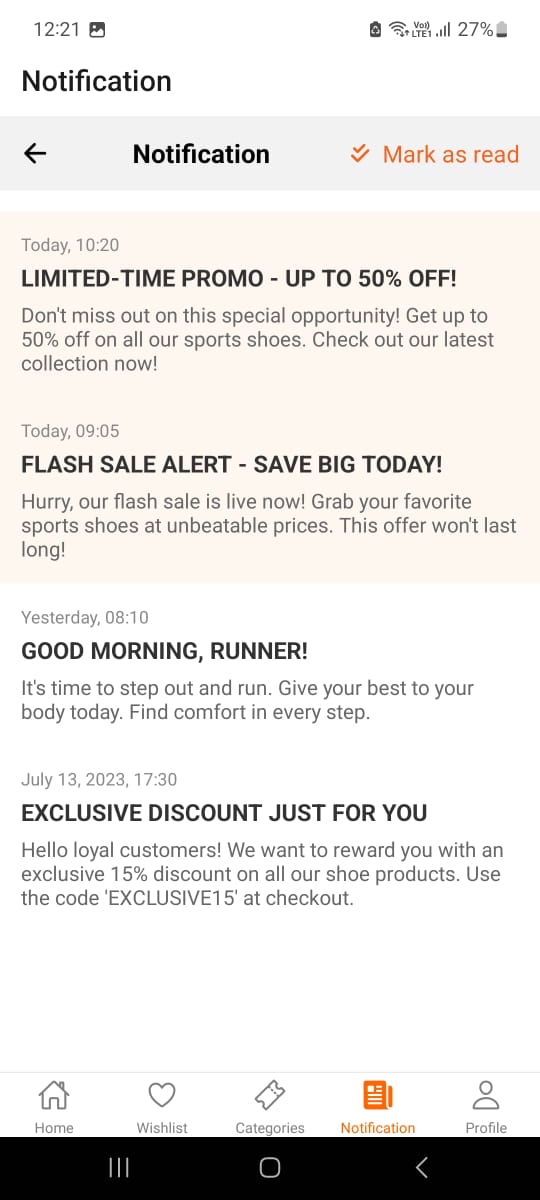 12:21
Vo))
LTE1
27%
Notification
Notification
Mark as read
Today, 10:20
LIMITED-TIME PROMO - UP TO 50% OFF!
Don't miss out on this special opportunity! Get up to
50% off on all our sports shoes. Check out our latest
collection now!
Today, 09:05
FLASH SALE ALERT - SAVE BIG TODAY!
Hurry, our flash sale is live now! Grab your favorite
sports shoes at unbeatable prices. This offer won't last
long!
Yesterday, 08:10
GOOD MORNING, RUNNER!
It's time to step out and run. Give your best to your
body today. Find comfort in every step.
July 13, 2023, 17:30
EXCLUSIVE DISCOUNT JUST FOR YOU
Hello loyal customers! We want to reward you with an
exclusive 15% discount on all our shoe products. Use
the code 'EXCLUSIVE15' at checkout.
Home
Wishlist
Categories
Notification
Profile